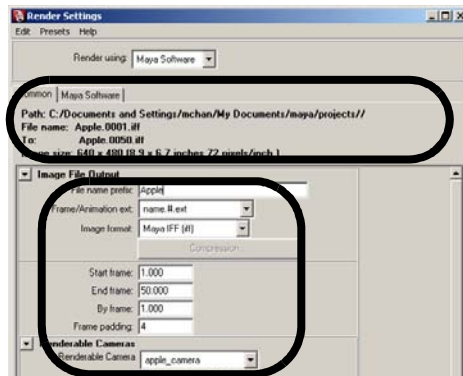 Render Settings
Edit Presets Help
Render using: Maya Software
Common Maya Software
Path: C:/Documents and Settings/mchan/My Documents/maya/projects//
File name: Apple.0001.iff
To: Apple.0050.iff
Image size: 640 x 480 (8.9 x 6.7 inches 72 pixels/inch )
Image File Output
File name prefix: Apple
Frame/Animation ext: name.#.ext
Image format: Maya IFF (iff)
Compression...
Start frame: 1.000
End frame: 50.000
By frame: 1.000
Frame padding: 4
Renderable Cameras
Renderable Camera apple_camera